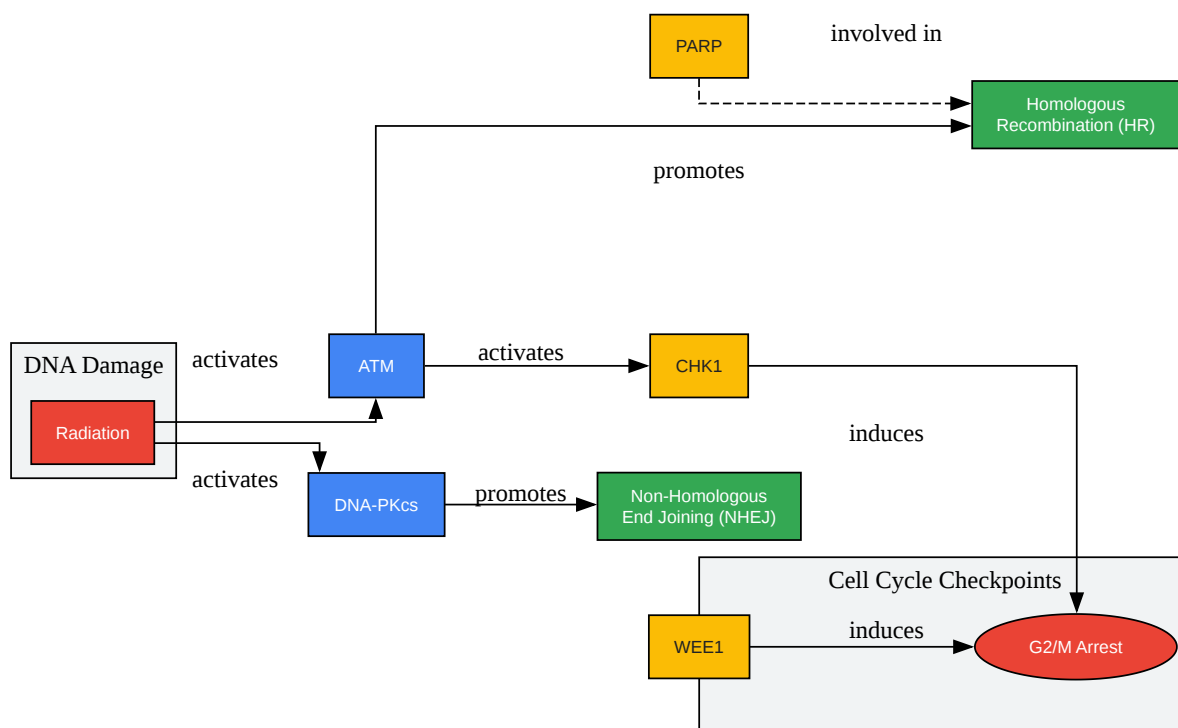 PARP
involved in
Homologous
Recombination (HR)
promotes
DNA Damage
activates
ATM
activates
CHK1
Radiation
induces
activates
DNA-PKcs
promotes
Non-Homologous
End Joining (NHEJ)
Cell Cycle Checkpoints
WEE1
induces
G2/M Arrest